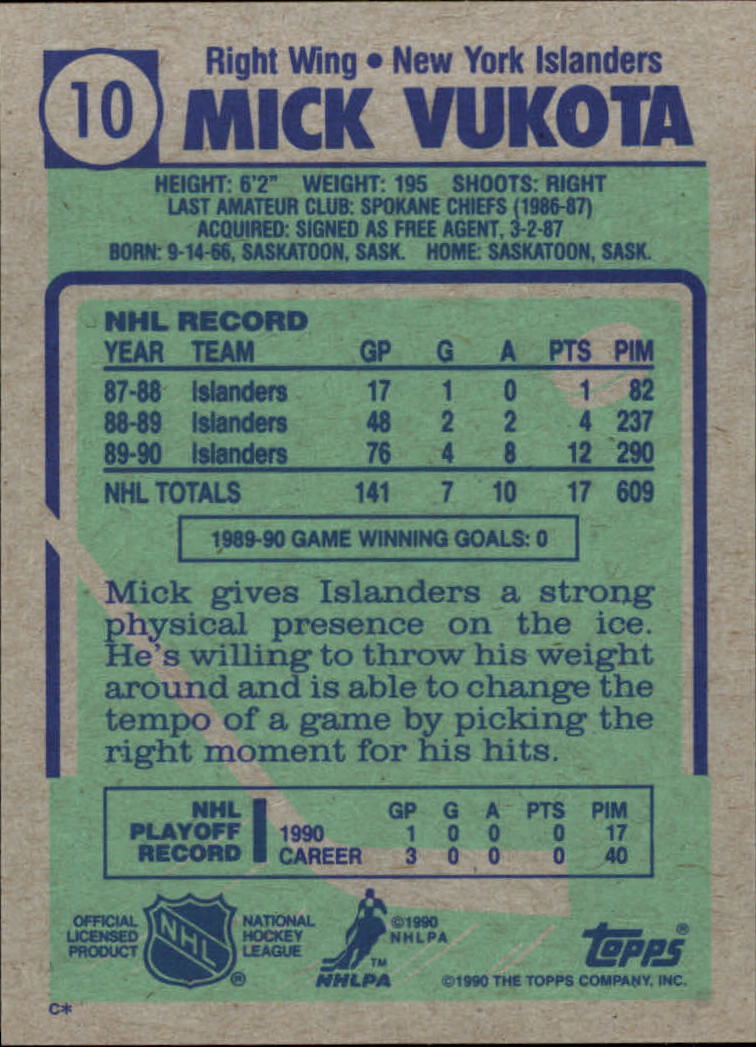 10
Right Wing • New York Islanders
MICK VUKOTA
HEIGHT: 6'2" WEIGHT: 195 SHOOTS: RIGHT
LAST AMATEUR CLUB: SPOKANE CHIEFS (1986-87)
ACQUIRED: SIGNED AS FREE AGENT, 3-2-87
BORN: 9-14-66, SASKATOON, SASK. HOME: SASKATOON, SASK.
NHL RECORD
YEAR TEAM GP G A PTS PIM
87-88 Islanders 17 1 0 1 82
88-89 Islanders 48 2 2 4 237
89-90 Islanders 76 4 8 12 290
NHL TOTALS 141 7 10 17 609
1989-90 GAME WINNING GOALS: 0
Mick gives Islanders a strong
physical presence on the ice.
He's willing to throw his weight
around and is able to change the
tempo of a game by picking the
right moment for his hits.
NHL PLAYOFF RECORD
GP G A PTS PIM
1990 1 0 0 0 17
CAREER 3 0 0 0 40
OFFICIAL
LICENSED
PRODUCT
NHL
®
NATIONAL
HOCKEY
LEAGUE
TM
NHLPA
©1990
NHLPA
topps®
©1990 THE TOPPS COMPANY, INC.
C*